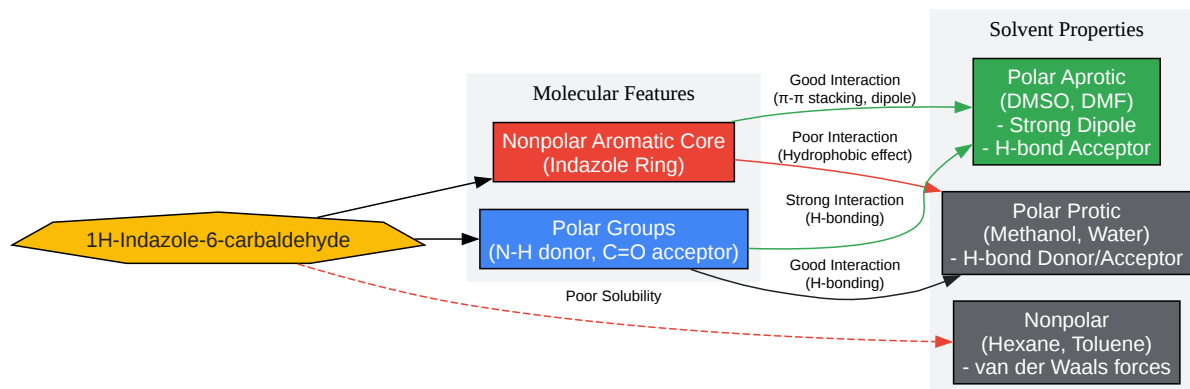 1H-Indazole-6-carbaldehyde
Molecular Features
Nonpolar Aromatic Core
(Indazole Ring)
Polar Groups
(N-H donor, C=O acceptor)
Good Interaction
(π-π stacking, dipole)
Poor Interaction
(Hydrophobic effect)
Strong Interaction
(H-bonding)
Good Interaction
(H-bonding)
Poor Solubility
Solvent Properties
Polar Aprotic
(DMSO, DMF)
- Strong Dipole
- H-bond Acceptor
Polar Protic
(Methanol, Water)
- H-bond Donor/Acceptor
Nonpolar
(Hexane, Toluene)
- van der Waals forces